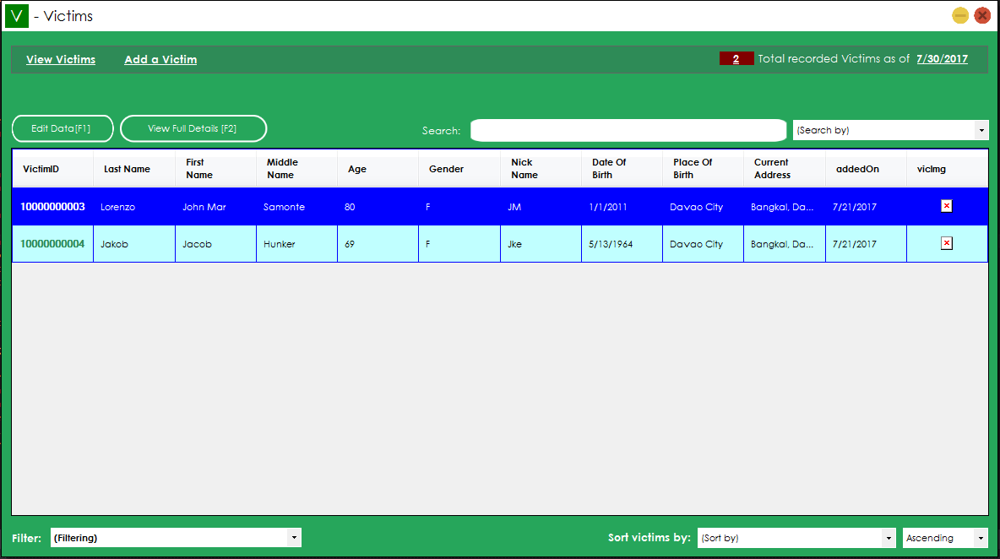 V - Victims
View Victims Add a Victim 2 Total recorded Victims as of 7/30/2017
Edit Data[F1] View Full Details [F2] Search: (Search by)
VictimID Last Name First Name Middle Name Age Gender Nick Name Date Of Birth Place Of Birth Current Address addedOn vicImg
10000000003 Lorenzo John Mar Samonte 80 F JM 1/1/2011 Davao City Bangkal, Da... 7/21/2017
10000000004 Jakob Jacob Hunker 69 F Jke 5/13/1964 Davao City Bangkal, Da... 7/21/2017
Filter: (Filtering) Sort victims by: (Sort by) Ascending